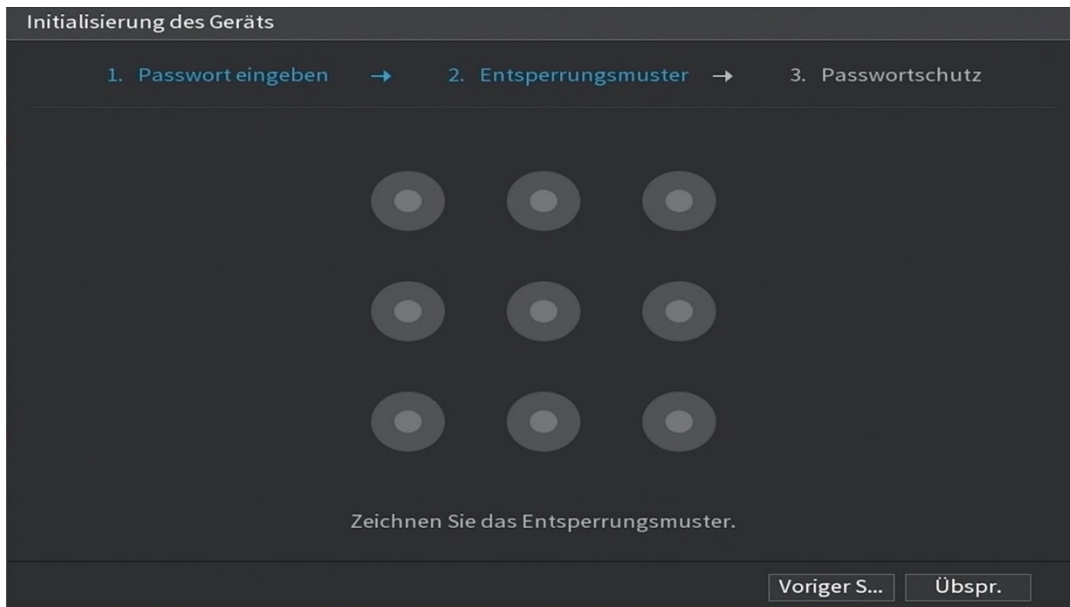 Initialisierung des Geräts
1. Passwort eingeben → 2. Entsperrungsmuster → 3. Passwortschutz
Zeichnen Sie das Entsperrungsmuster.
Voriger S... Übspr.